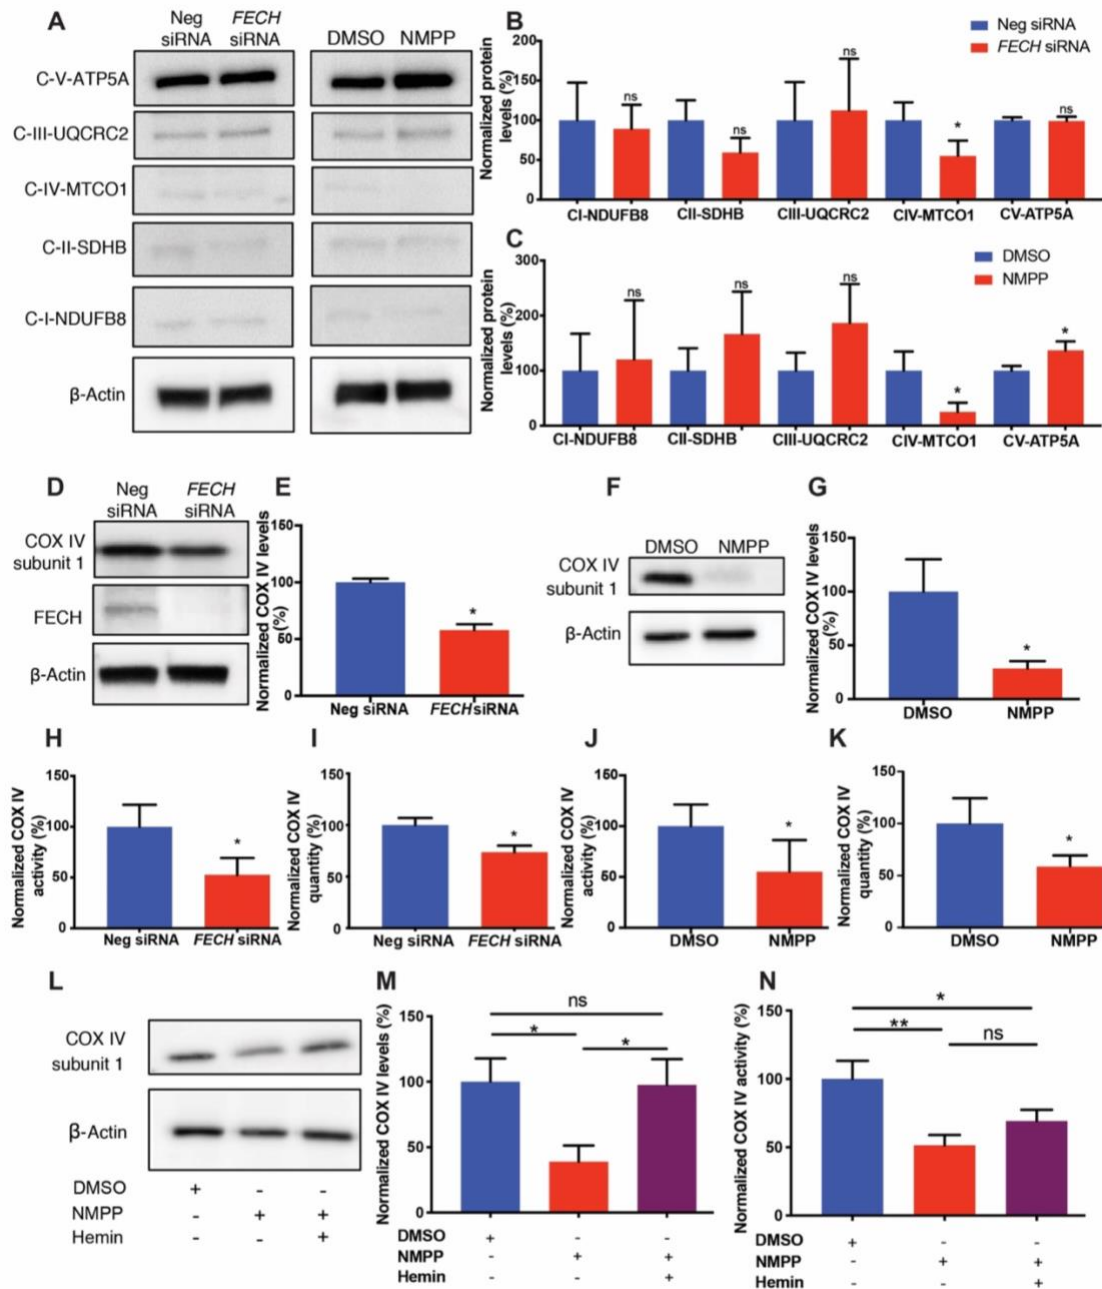 A
Neg siRNA
FECH siRNA
DMSO NMPP
C-V-ATP5A
C-III-UQCRC2
C-IV-MTCO1
C-II-SDHB
C-I-NDUFB8
β-Actin
B
Neg siRNA
FECH siRNA
Normalized protein levels (%)
200
150
100
50
0
ns
ns
ns
*
ns
CI-NDUFB8 CII-SDHB CIII-UQCRC2 CIV-MTCO1 CV-ATP5A
C
DMSO
NMPP
Normalized protein levels (%)
300
200
100
0
ns
ns
ns
*
*
CI-NDUFB8 CII-SDHB CIII-UQCRC2 CIV-MTCO1 CV-ATP5A
D
Neg siRNA
FECH siRNA
COX IV
subunit 1
FECH
β-Actin
E
Normalized COX IV levels (%)
150
100
50
0
*
Neg siRNA FECH siRNA
F
DMSO NMPP
COX IV
subunit 1
β-Actin
G
Normalized COX IV levels (%)
150
100
50
0
*
DMSO NMPP
H
Normalized COX IV activity (%)
150
100
50
0
*
Neg siRNA FECH siRNA
I
Normalized COX IV quantity (%)
150
100
50
0
*
Neg siRNA FECH siRNA
J
Normalized COX IV activity (%)
150
100
50
0
*
DMSO NMPP
K
Normalized COX IV quantity (%)
150
100
50
0
*
DMSO NMPP
L
COX IV
subunit 1
β-Actin
DMSO + - -
NMPP - + +
Hemin - - +
M
Normalized COX IV levels (%)
150
100
50
0
ns
*
*
DMSO + - -
NMPP - + +
Hemin - - +
N
Normalized COX IV activity (%)
150
100
50
0
*
**
ns
DMSO + - -
NMPP - + +
Hemin - - +